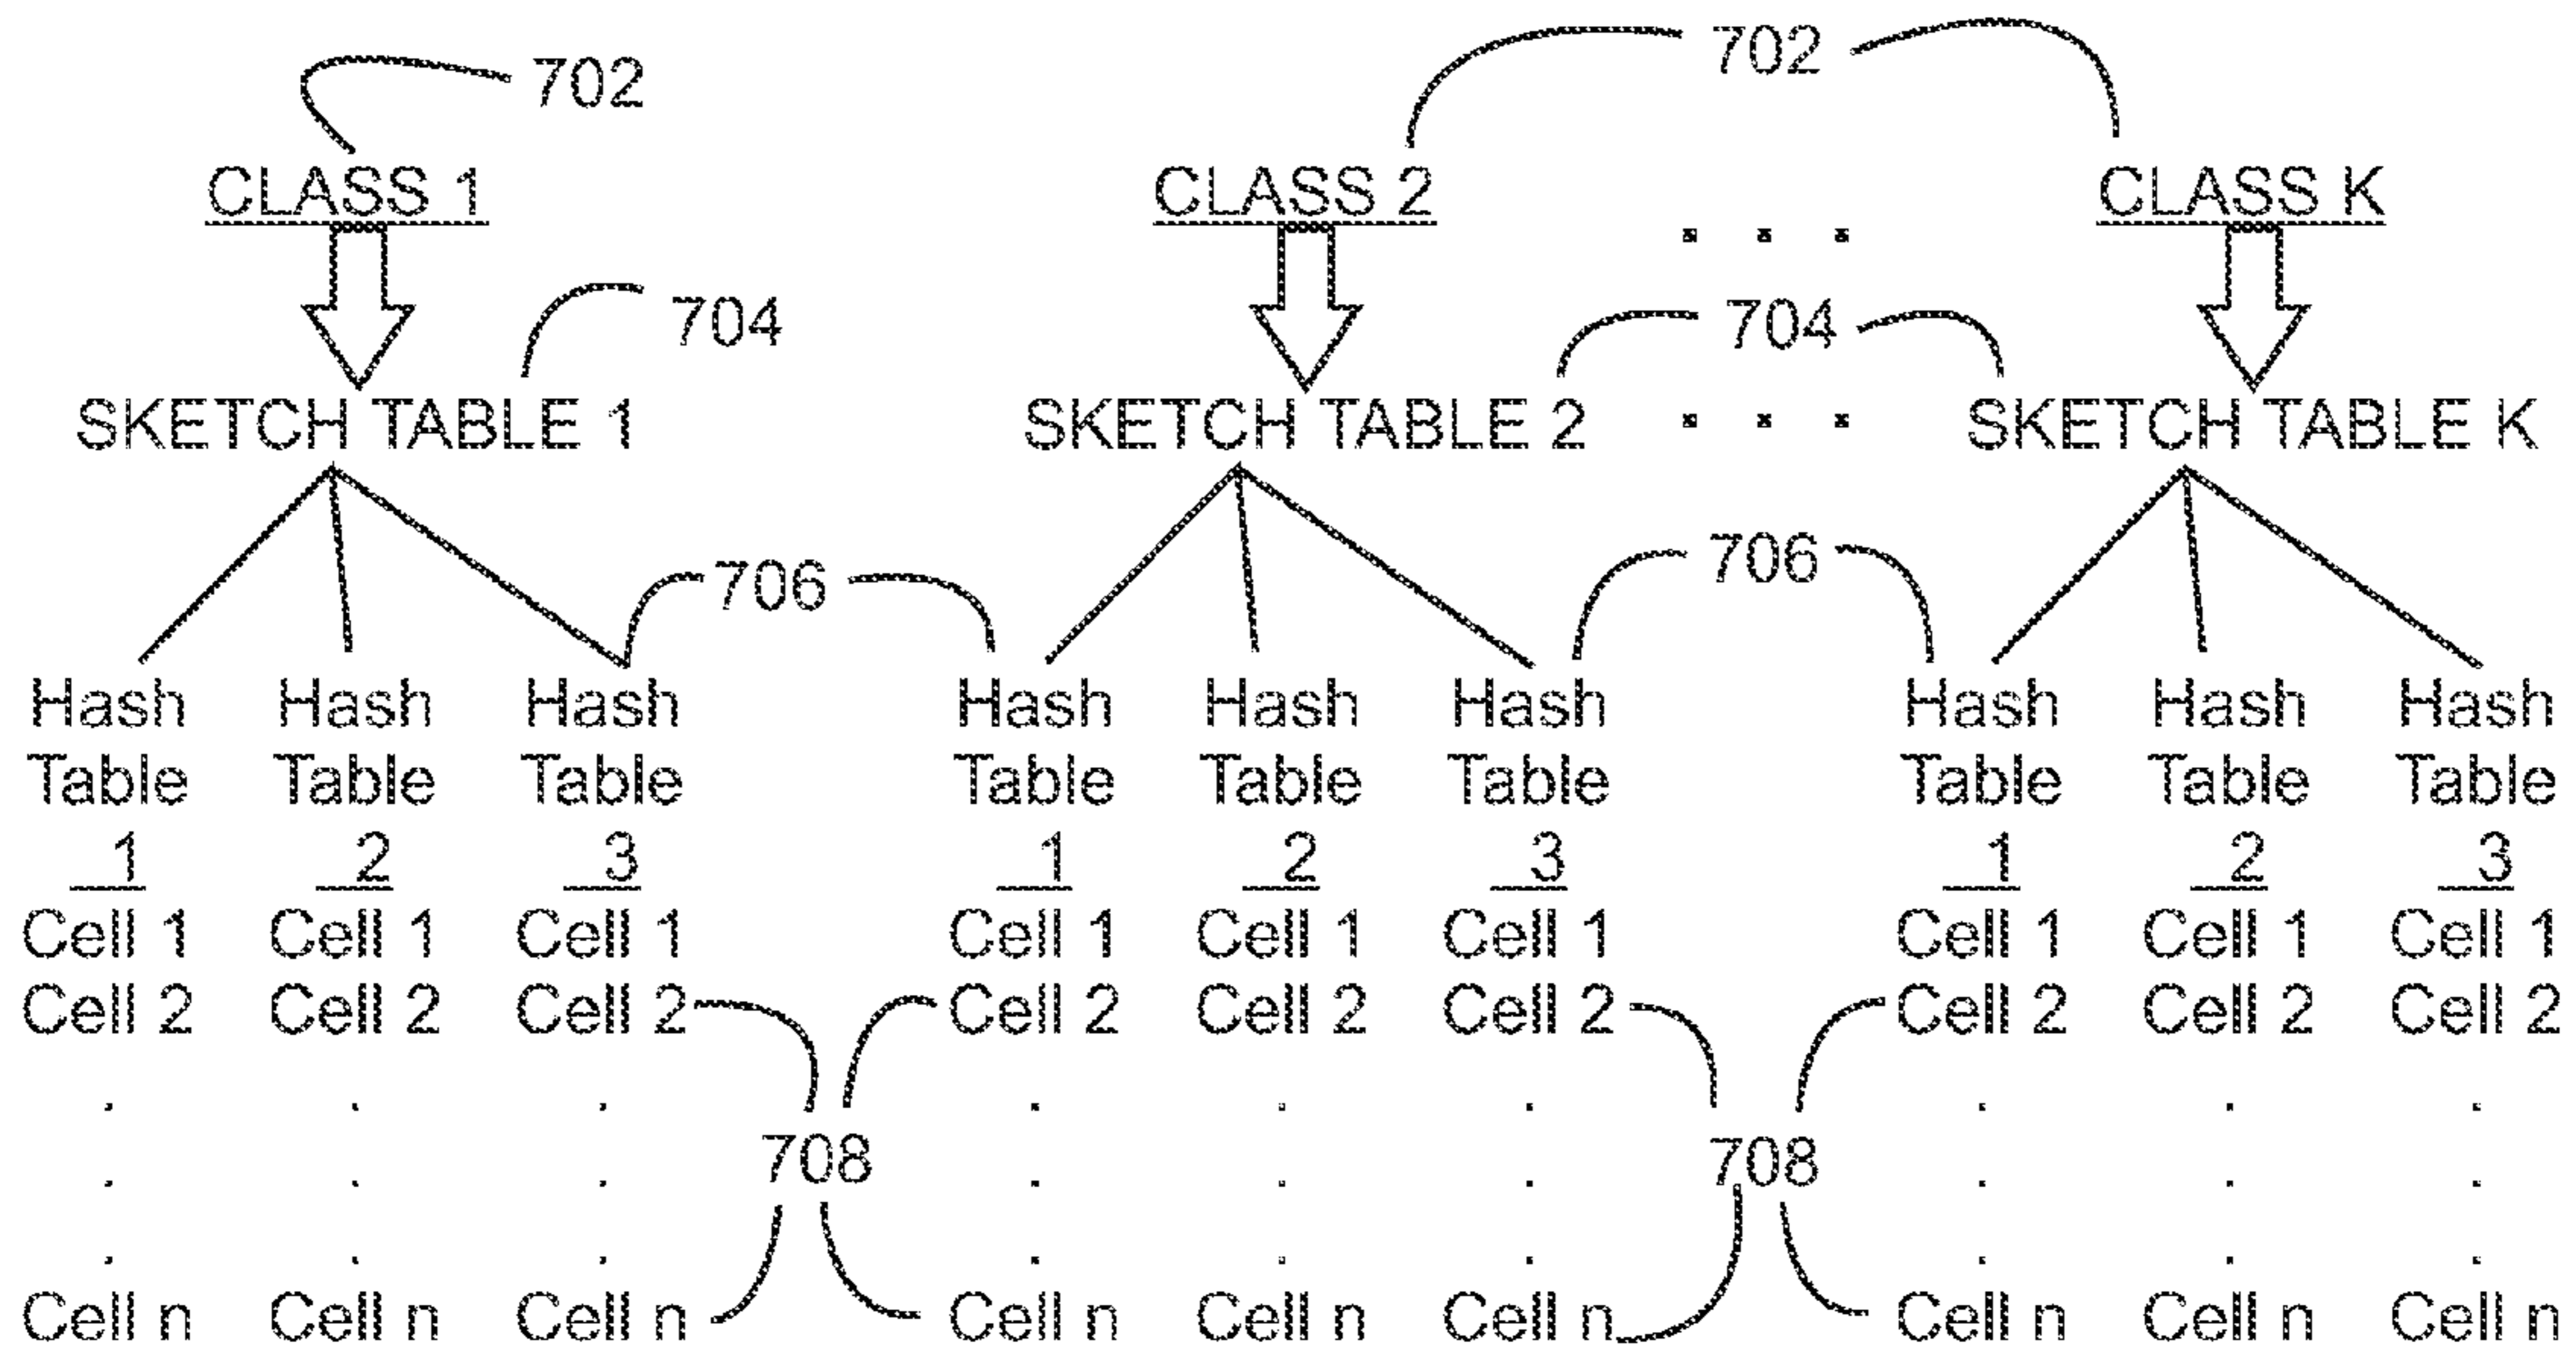 702 702
CLASS 1 CLASS 2 . . . CLASS K
704 704
SKETCH TABLE 1 SKETCH TABLE 2 . . . SKETCH TABLE K
706 706
Hash Hash Hash Hash Hash Hash Hash Hash Hash
Table Table Table Table Table Table Table Table Table
1 2 3 1 2 3 1 2 3
Cell 1 Cell 1 Cell 1 Cell 1 Cell 1 Cell 1 Cell 1 Cell 1 Cell 1
Cell 2 Cell 2 Cell 2 Cell 2 Cell 2 Cell 2 Cell 2 Cell 2 Cell 2
. . . . . . . . .
708 708
. . . . . . . . .
. . . . . . . . .
Cell n Cell n Cell n Cell n Cell n Cell n Cell n Cell n Cell n